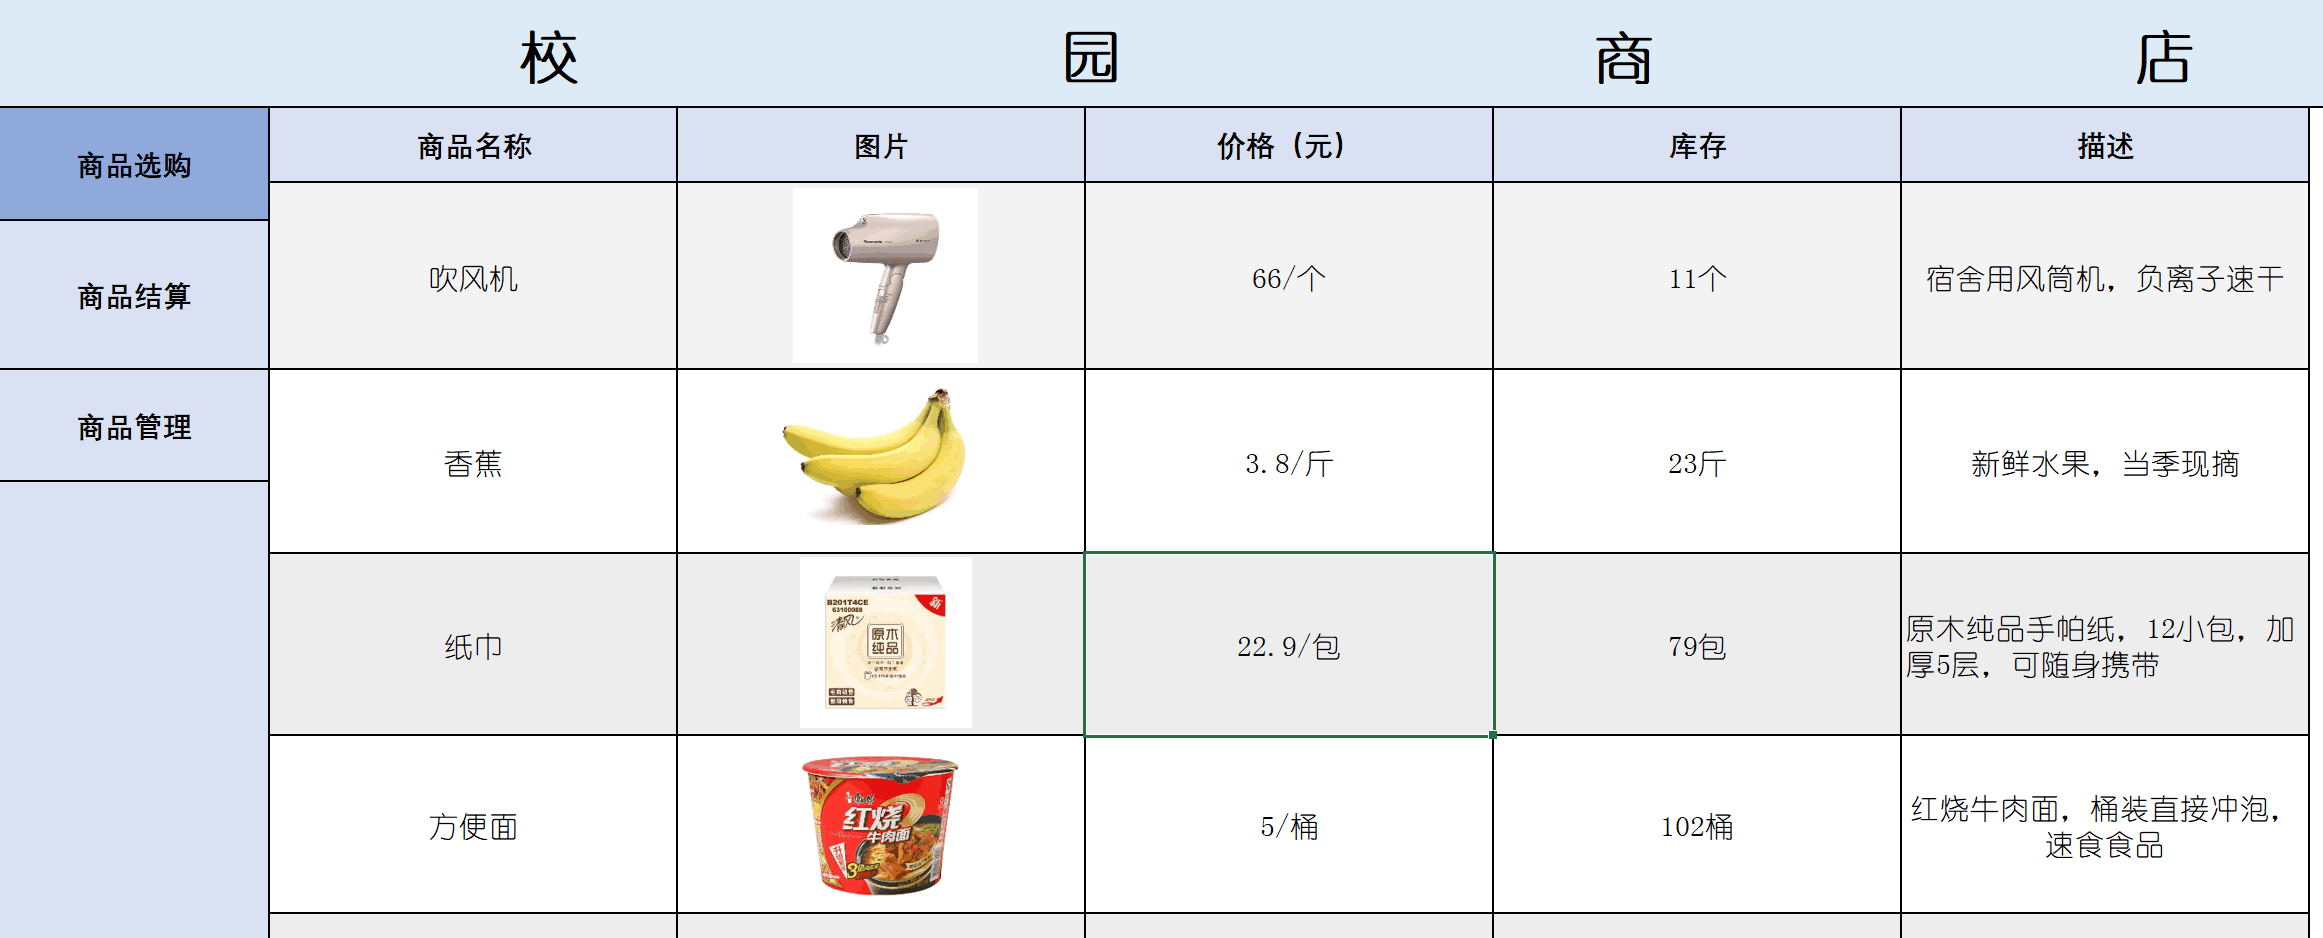 校园商店
商品选购
商品结算
商品管理
商品名称 图片 价格（元） 库存 描述
吹风机 66/个 11个 宿舍用风筒机，负离子速干
Panasonic
香蕉 3.8/斤 23斤 新鲜水果，当季现摘
纸巾 22.9/包 79包 原木纯品手帕纸，12小包，加
厚5层，可随身携带
B201T4CE
63100088
新
清风
原木
纯品
方便面 5/桶 102桶 红烧牛肉面，桶装直接冲泡，
速食食品
红烧
牛肉面